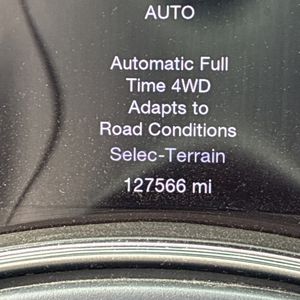 AUTO
Automatic Full
Time 4WD
Adapts to
Road Conditions
Selec-Terrain
127566 mi